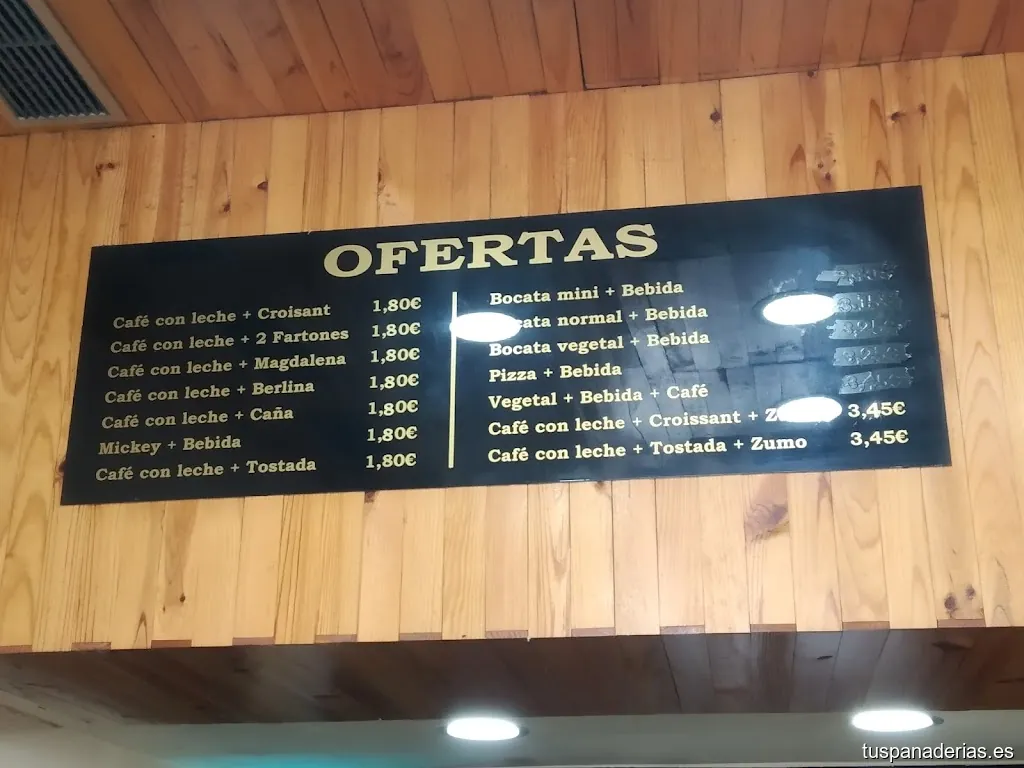 OFERTAS
Café con leche + Croisant 1,80€
Café con leche + 2 Fartones 1,80€
Café con leche + Magdalena 1,80€
Café con leche + Berlina 1,80€
Café con leche + Caña 1,80€
Mickey + Bebida 1,80€
Café con leche + Tostada 1,80€
Bocata mini + Bebida
normal + Bebida
Bocata vegetal + Bebida
Pizza + Bebida
Vegetal + Bebida + Café
Café con leche + Croissant + 3,45€
Café con leche + Tostada + Zumo 3,45€
tuspanaderias.es